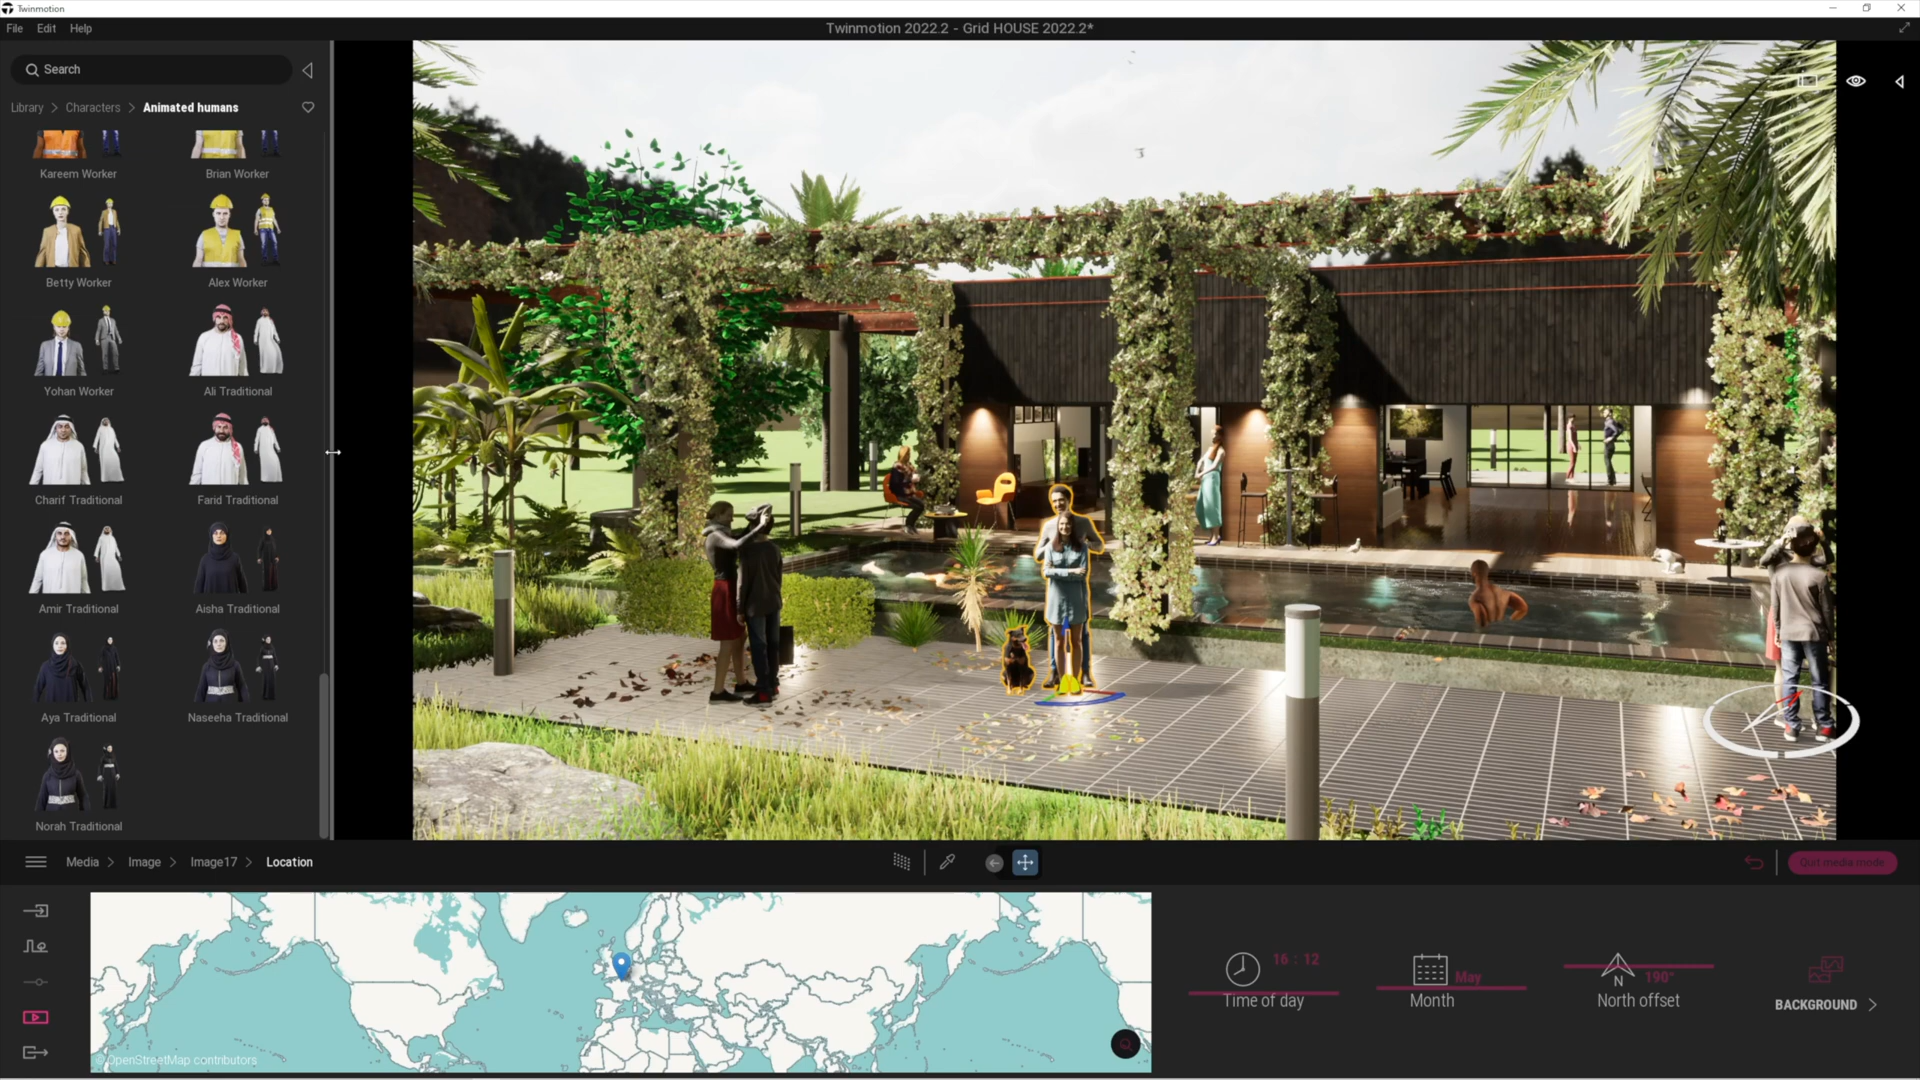 Twinmotion
File Edit Help
Twinmotion 2022.2 - Grid HOUSE 2022.2*
Search
Library > Characters > Animated humans
Kareem Worker
Brian Worker
Betty Worker
Alex Worker
Yohan Worker
Ali Traditional
Charif Traditional
Farid Traditional
Amir Traditional
Aisha Traditional
Aya Traditional
Naseeha Traditional
Norah Traditional
Media > Image > Image17 > Location
Quit media mode
© OpenStreetMap contributors
16 : 12
Time of day
May
Month
N
190°
North offset
BACKGROUND >